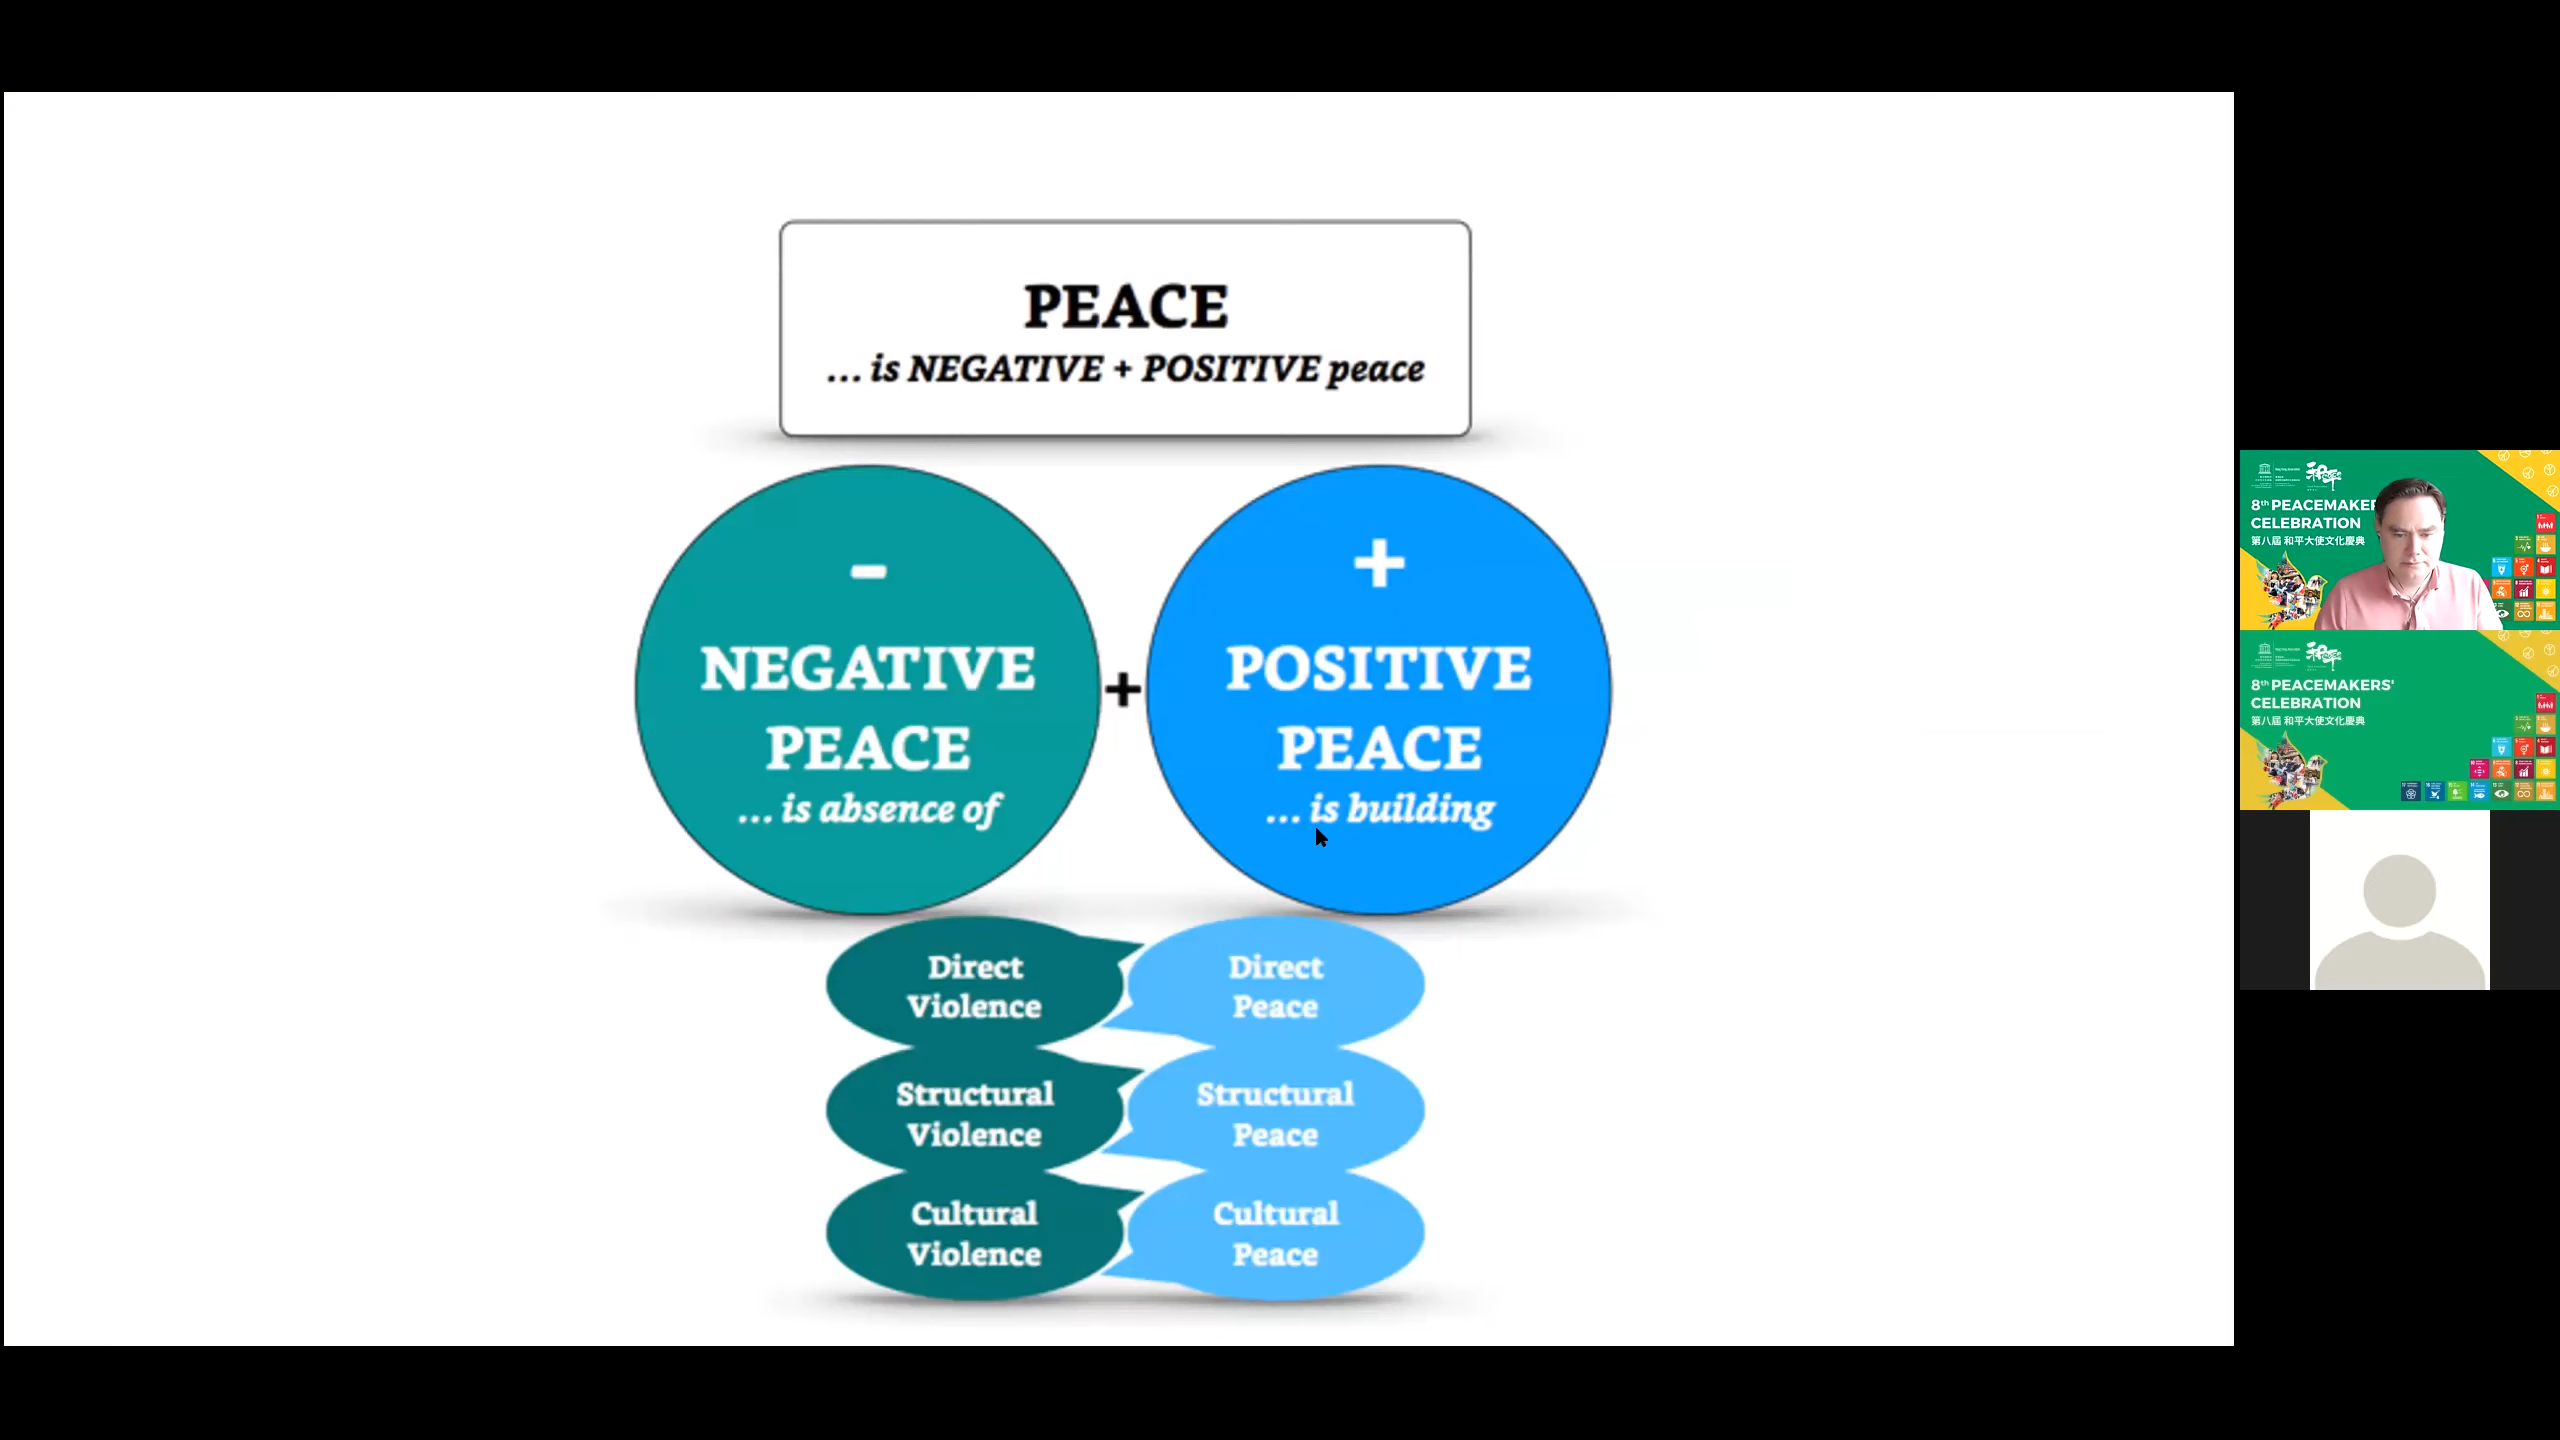 PEACE
... is NEGATIVE + POSITIVE peace
-
NEGATIVE
PEACE
... is absence of
+
+
POSITIVE
PEACE
... is building
Direct
Violence
Direct
Peace
Structural
Violence
Structural
Peace
Cultural
Violence
Cultural
Peace
8th PEACEMAKER
CELEBRATION
第八屆 和平大使文化慶典
8th PEACEMAKERS'
CELEBRATION
第八屆 和平大使文化慶典